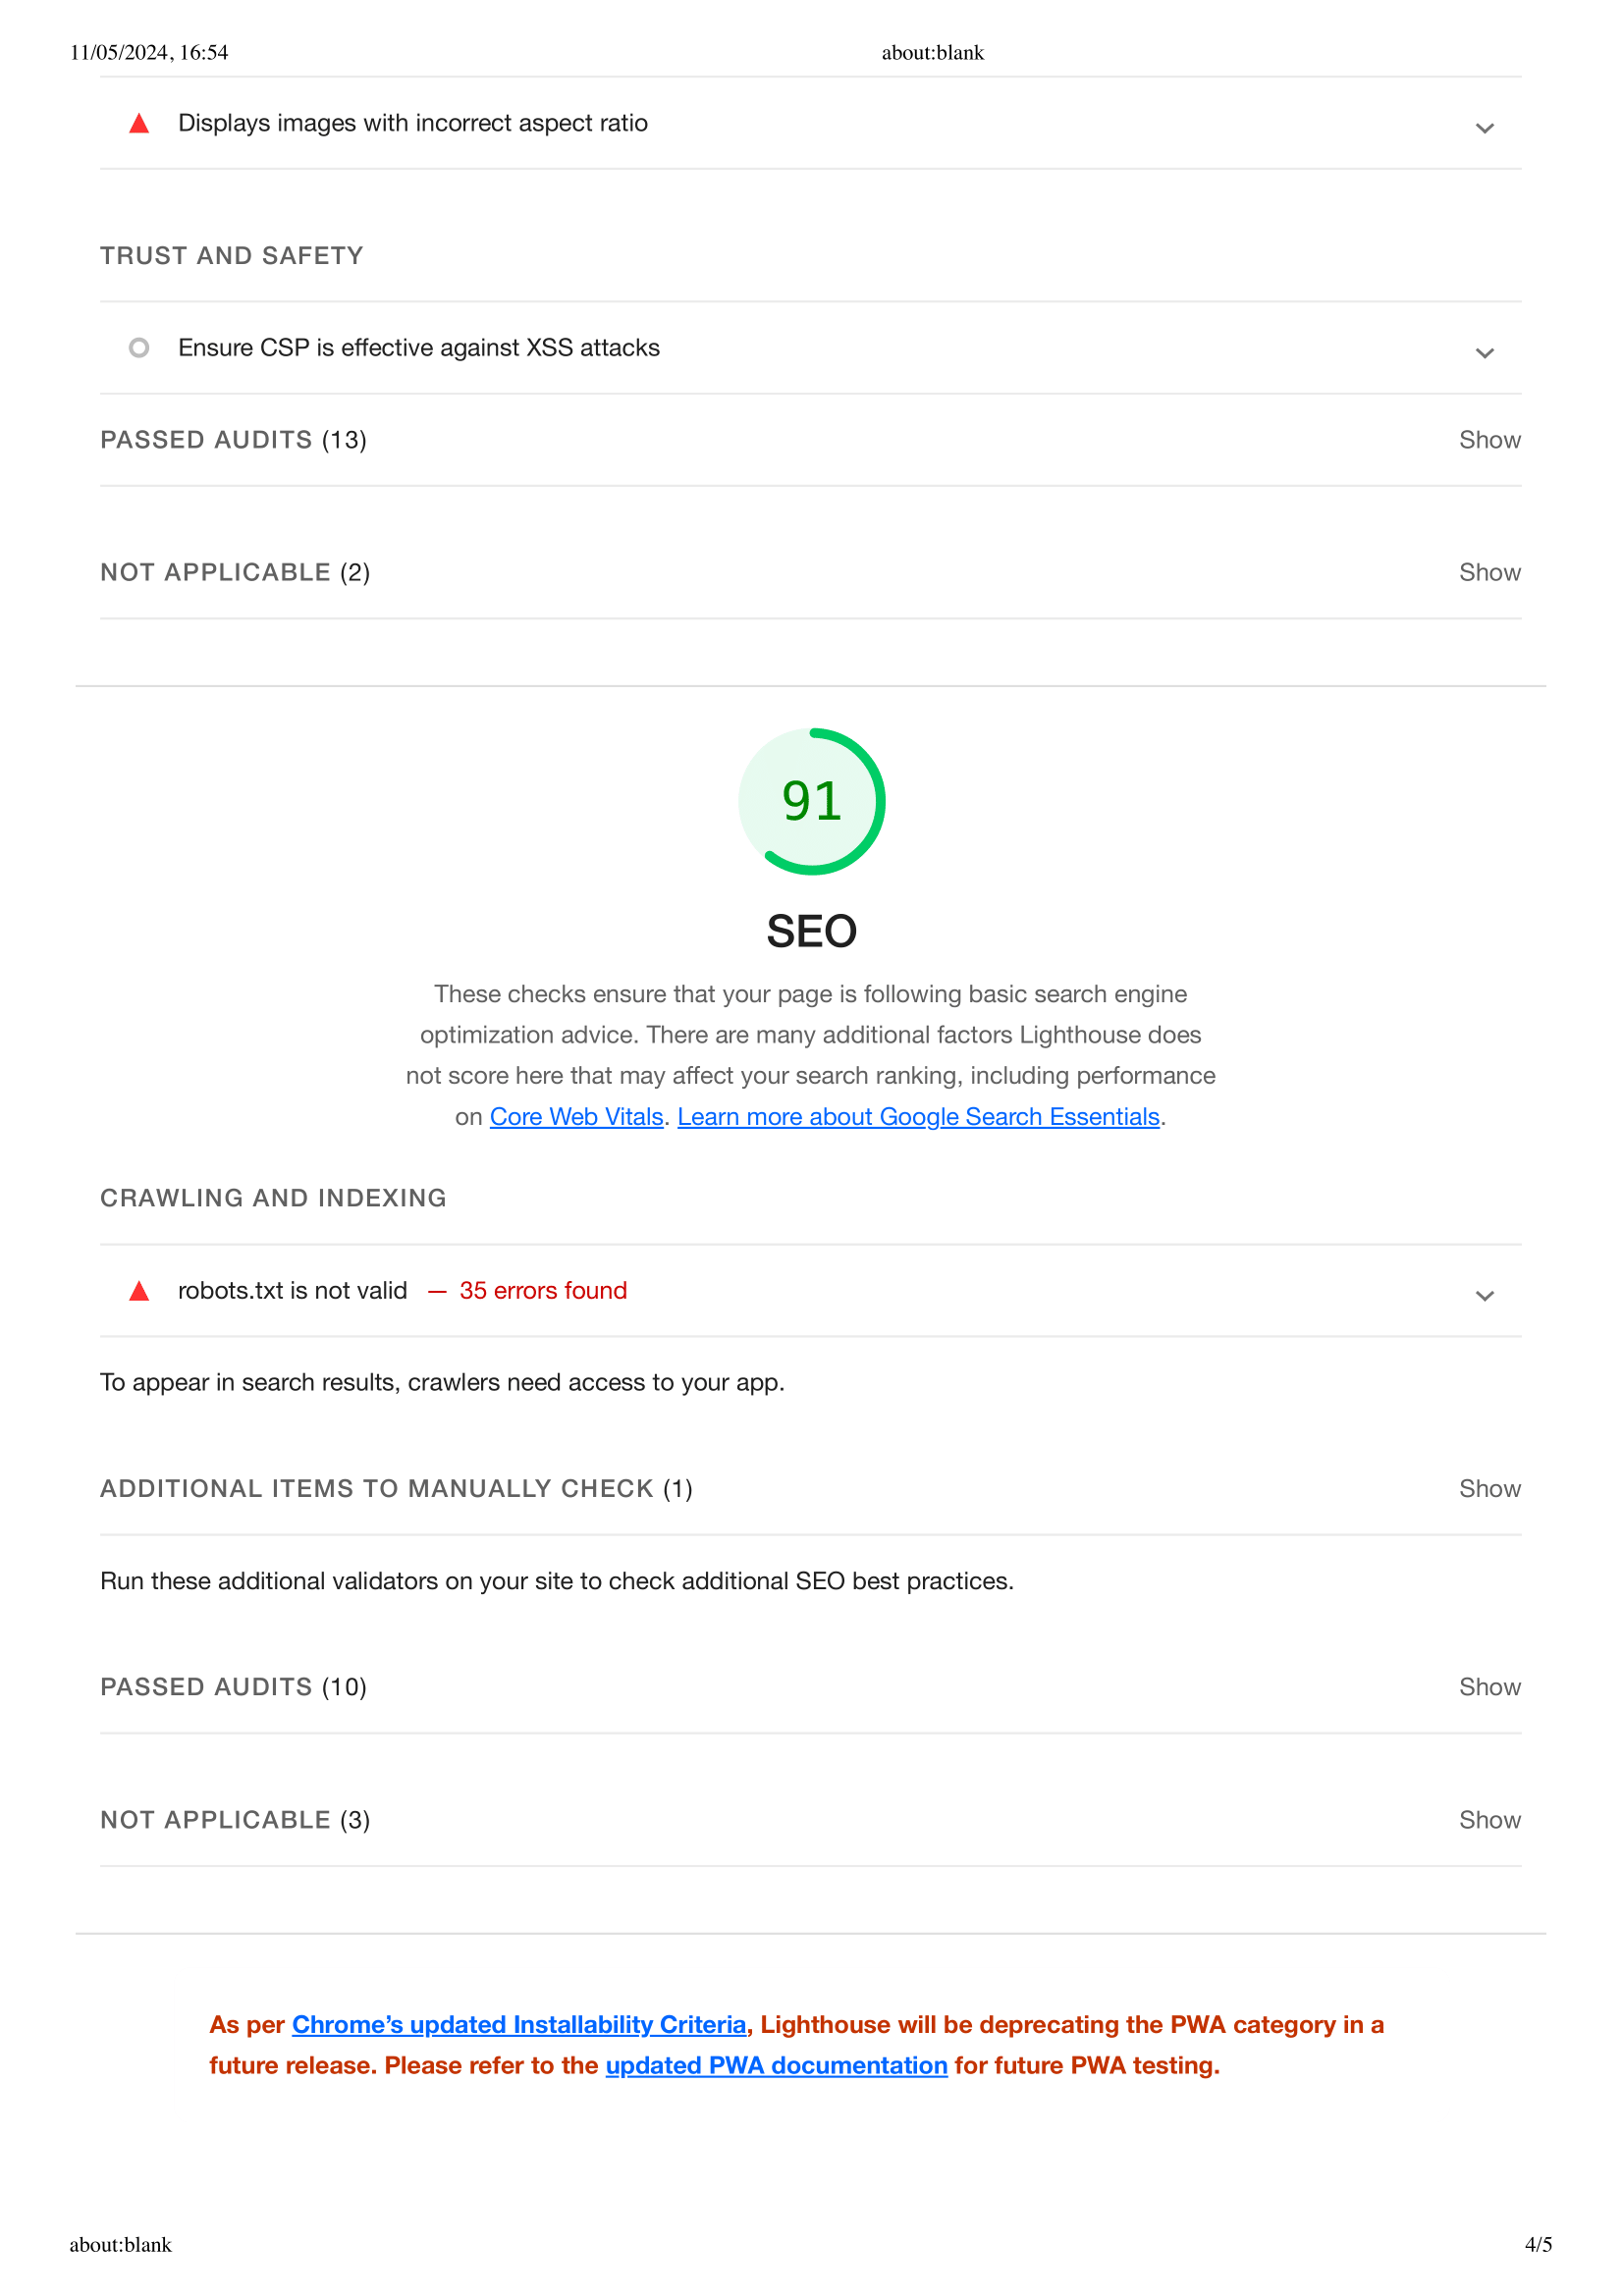 11/05/2024, 16:54
about:blank
Displays images with incorrect aspect ratio
TRUST AND SAFETY
Ensure CSP is effective against XSS attacks
PASSED AUDITS (13)
Show
NOT APPLICABLE (2)
Show
91
SEO
These checks ensure that your page is following basic search engine
optimization advice. There are many additional factors Lighthouse does
not score here that may affect your search ranking, including performance
on Core Web Vitals. Learn more about Google Search Essentials.
CRAWLING AND INDEXING
robots.txt is not valid — 35 errors found
To appear in search results, crawlers need access to your app.
ADDITIONAL ITEMS TO MANUALLY CHECK (1)
Show
Run these additional validators on your site to check additional SEO best practices.
PASSED AUDITS (10)
Show
NOT APPLICABLE (3)
Show
As per Chrome’s updated Installability Criteria, Lighthouse will be deprecating the PWA category in a
future release. Please refer to the updated PWA documentation for future PWA testing.
about:blank
4/5